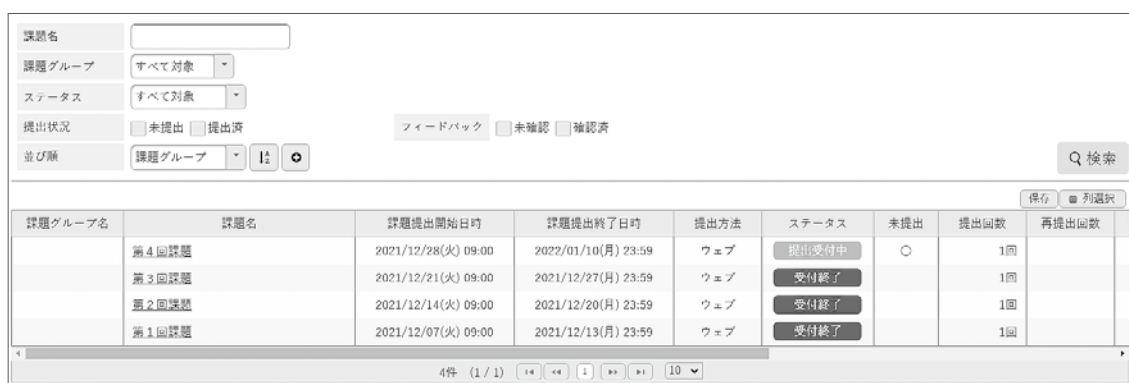 課題名
課題グループ すべて対象
ステータス すべて対象
提出状況 未提出 提出済 フィードバック 未確認 確認済
並び順 課題グループ 検索
保存 列選択
課題グループ名 課題名 課題提出開始日時 課題提出終了日時 提出方法 ステータス 未提出 提出回数 再提出回数
第4回課題 2021/12/28(火) 09:00 2022/01/10(月) 23:59 ウェブ 提出受付中 ○ 1回
第3回課題 2021/12/21(火) 09:00 2021/12/27(月) 23:59 ウェブ 受付終了 1回
第2回課題 2021/12/14(火) 09:00 2021/12/20(月) 23:59 ウェブ 受付終了 1回
第1回課題 2021/12/07(火) 09:00 2021/12/13(月) 23:59 ウェブ 受付終了 1回
4件 (1/1) 1 10